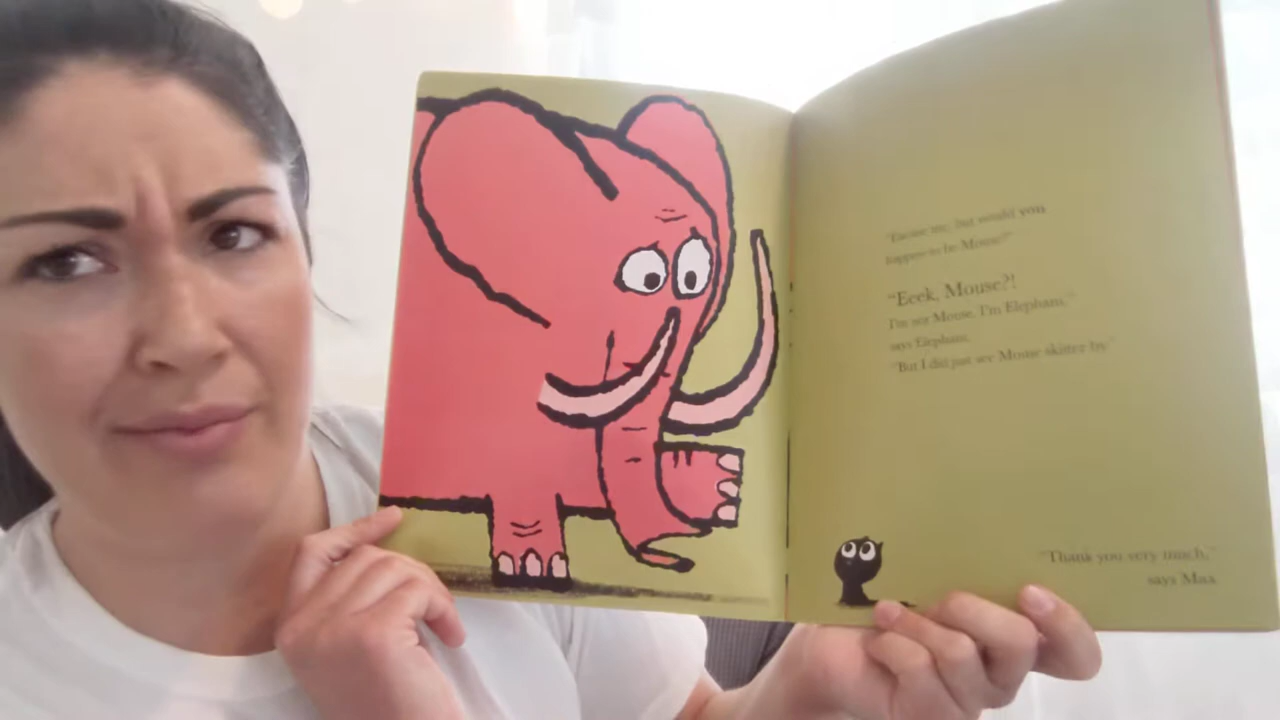 "Excuse me, but would you
happen to be Mouse?"
"Eeek, Mouse?!
I'm not Mouse, I'm Elephant,"
says Elephant.
"But I did just see Mouse skitter by."
"Thank you very much,"
says Max.